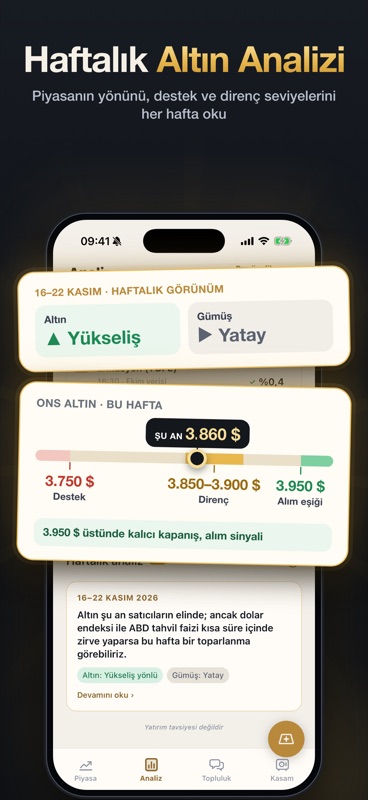 Haftalık Altın Analizi
Piyasanın yönünü, destek ve direnç seviyelerini
her hafta oku
09:41
16–22 KASIM · HAFTALIK GÖRÜNÜM
Altın
▲ Yükseliş
Gümüş
▶ Yatay
%0,4
ONS ALTIN · BU HAFTA
ŞU AN 3.860 $
3.750 $
Destek
3.850–3.900 $
Direnç
3.950 $
Alım eşiği
3.950 $ üstünde kalıcı kapanış, alım sinyali
Haftalık analiz
16–22 KASIM 2026
Altın şu an satıcıların elinde; ancak dolar
endeksi ile ABD tahvil faizi kısa süre içinde
zirve yaparsa bu hafta bir toparlanma
görebiliriz.
Altın: Yükseliş yönlü
Gümüş: Yatay
Devamını oku ›
Yatırım tavsiyesi değildir
Piyasa
Analiz
Topluluk
Kasam